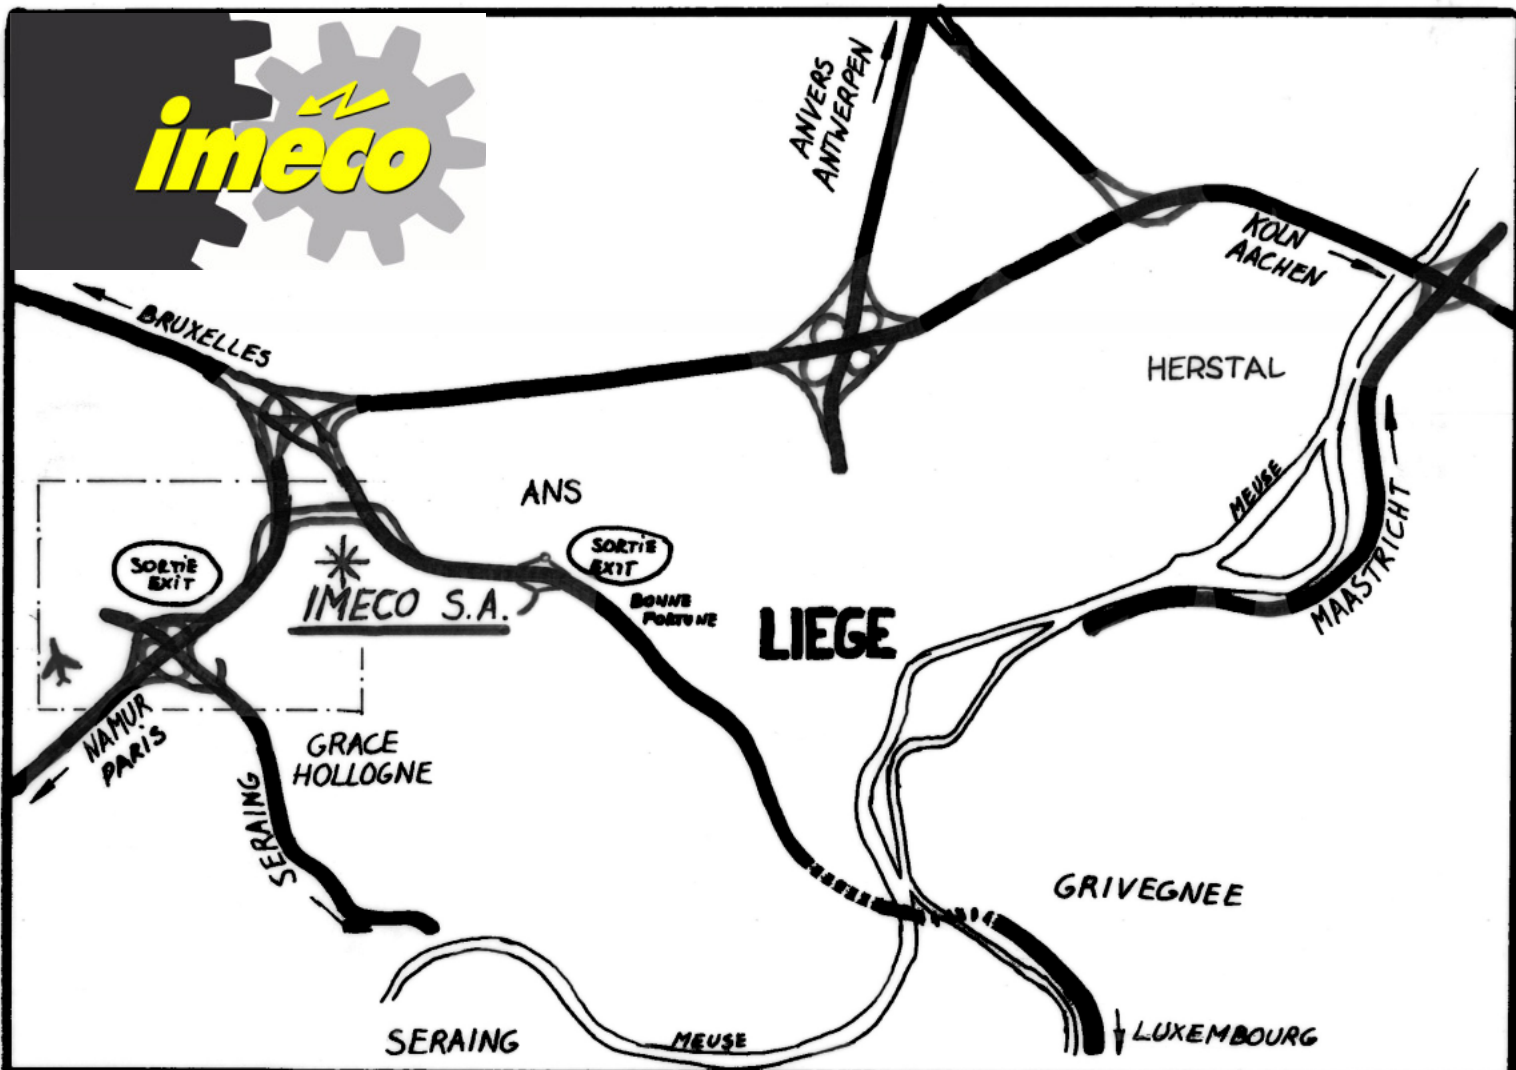 imeco
ANVERS
ANTWERPEN
KOLN
AACHEN
BRUXELLES
HERSTAL
ANS
MEUSE
SORTIE
EXIT
SORTIE
EXIT
IMECO S.A.
BONNE
FORTUNE
LIEGE
MAASTRICHT
NAMUR
PARIS
GRACE
HOLLOGNE
SERAING
GRIVEGNEE
SERAING
MEUSE
LUXEMBOURG